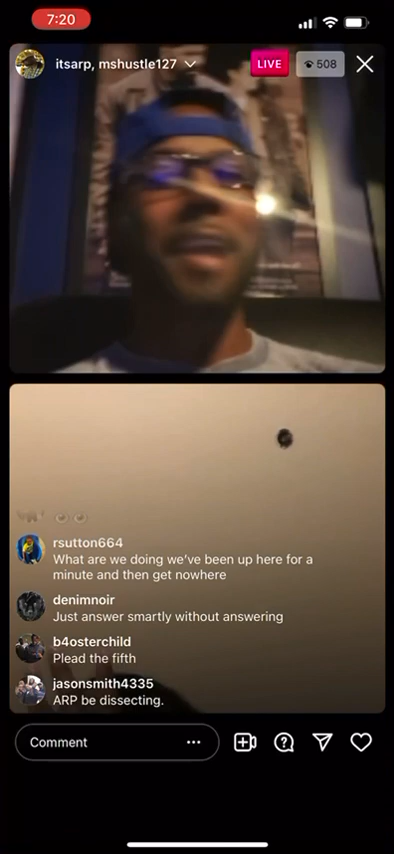 7:20
itsarp, mshustle127
LIVE
508
rsutton664
What are we doing we've been up here for a
minute and then get nowhere
denimnoir
Just answer smartly without answering
b4osterchild
Plead the fifth
jasonsmith4335
ARP be dissecting.
Comment